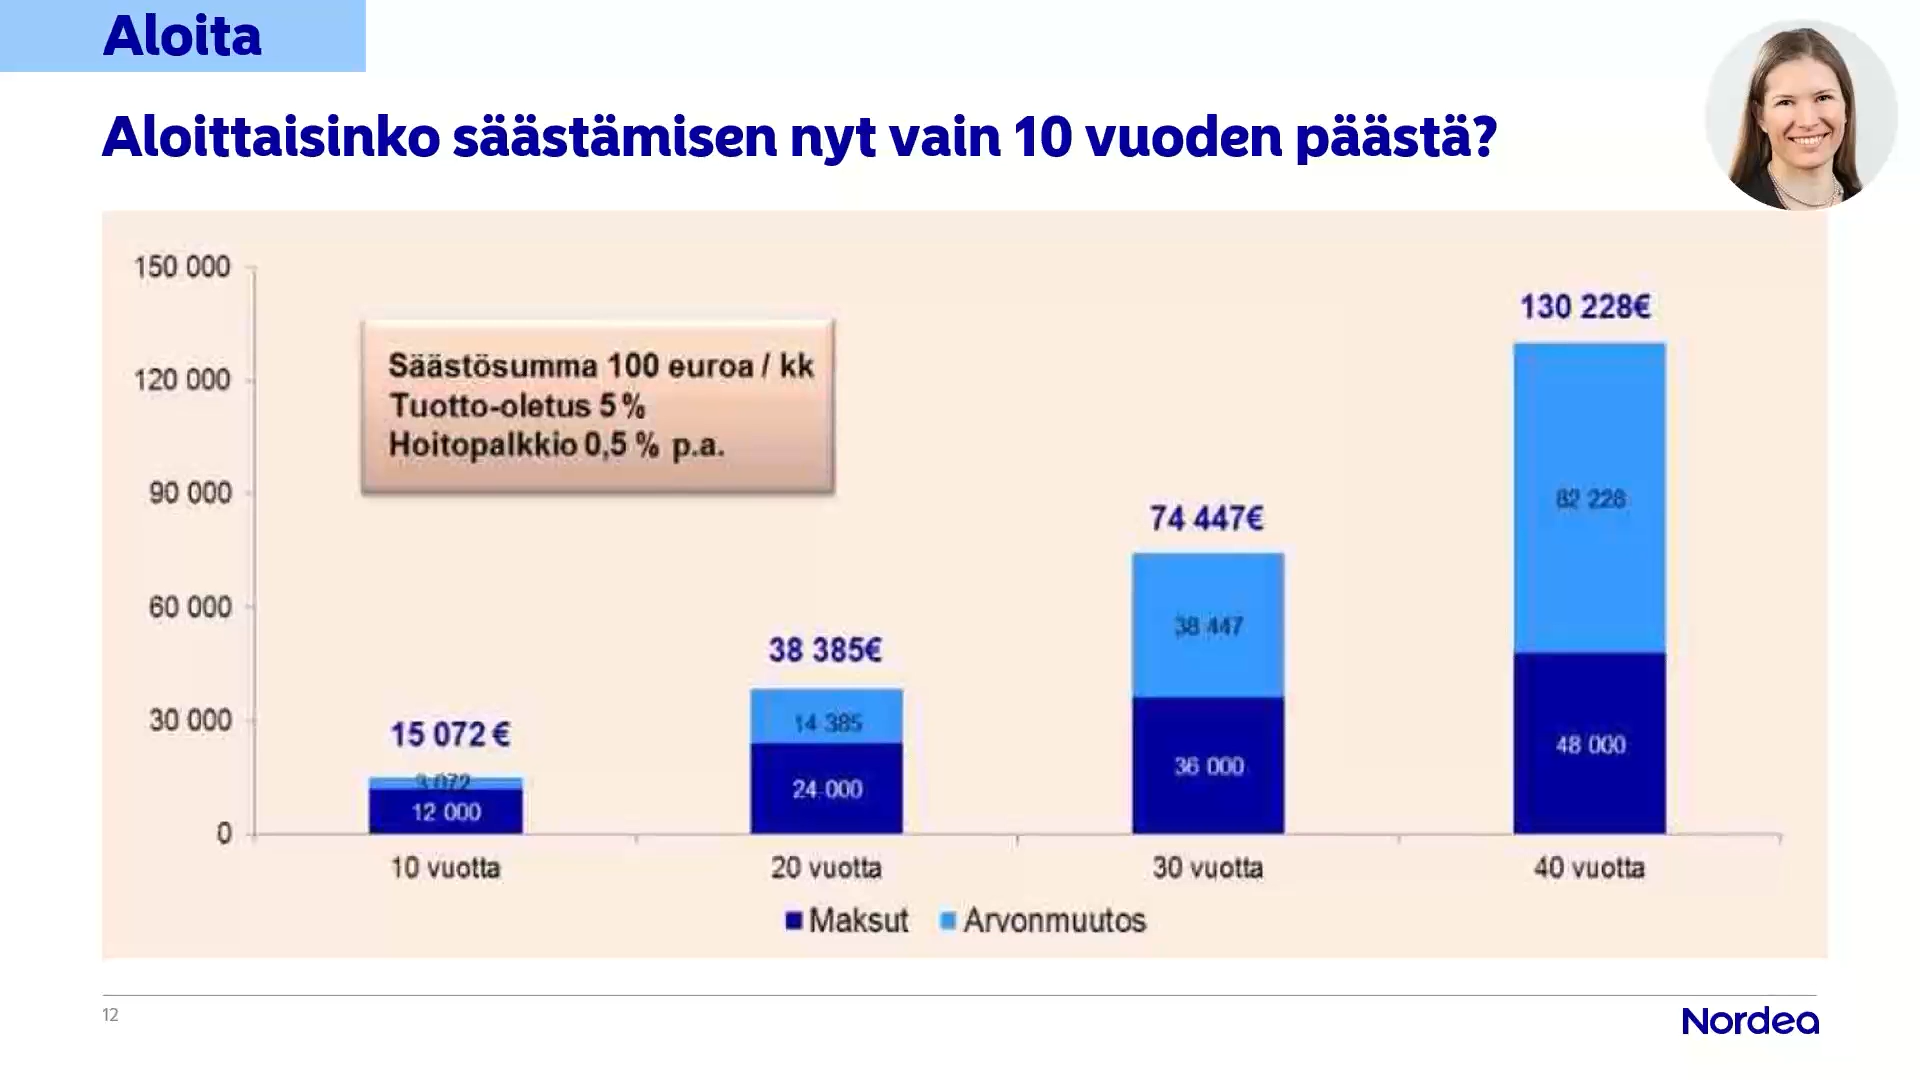 Aloita
Aloittaisinko säästämisen nyt vain 10 vuoden päästä?
150 000
120 000
90 000
60 000
30 000
0
Säästösumma 100 euroa / kk
Tuotto-oletus 5 %
Hoitopalkkio 0,5 % p.a.
15 072 €
3 072
12 000
38 385€
14 385
24 000
74 447€
38 447
36 000
130 228€
82 228
48 000
10 vuotta
20 vuotta
30 vuotta
40 vuotta
Maksut
Arvonmuutos
12
Nordea